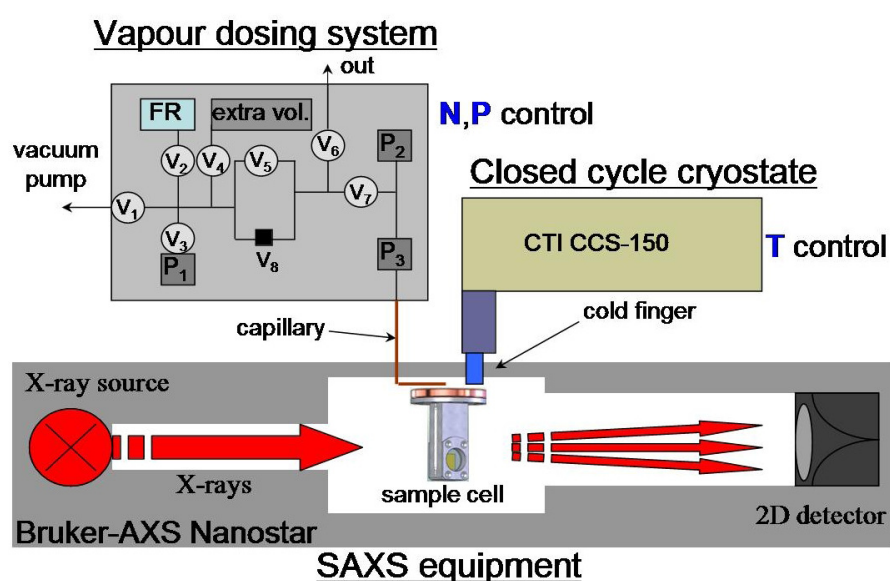 Vapour dosing system
out
FR
extra vol.
N,P control
V2
V4
V5
V6
P2
vacuum
pump
V1
V7
Closed cycle cryostate
V3
P1
V8
P3
CTI CCS-150
T control
capillary
cold finger
X-ray source
X-rays
sample cell
2D detector
Bruker-AXS Nanostar
SAXS equipment